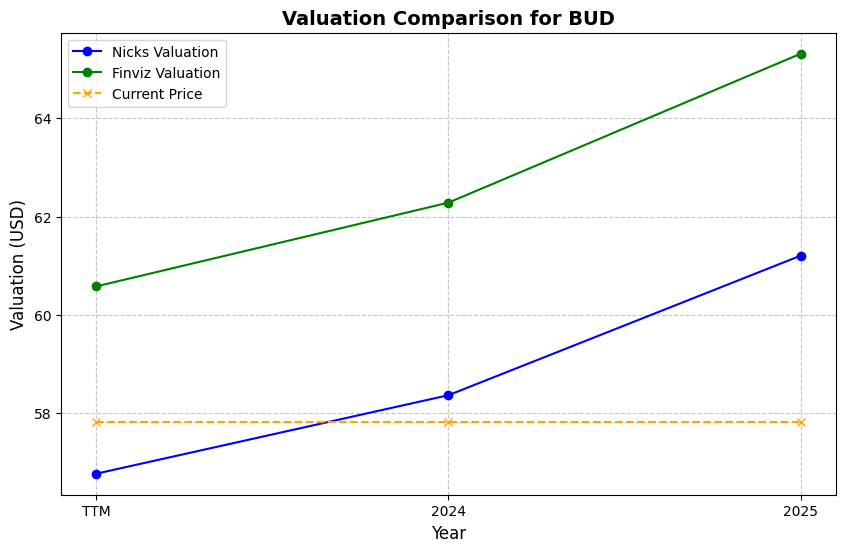 Valuation Comparison for BUD
Nicks Valuation
Finviz Valuation
Current Price
Valuation (USD)
64
62
60
58
TTM
2024
2025
Year